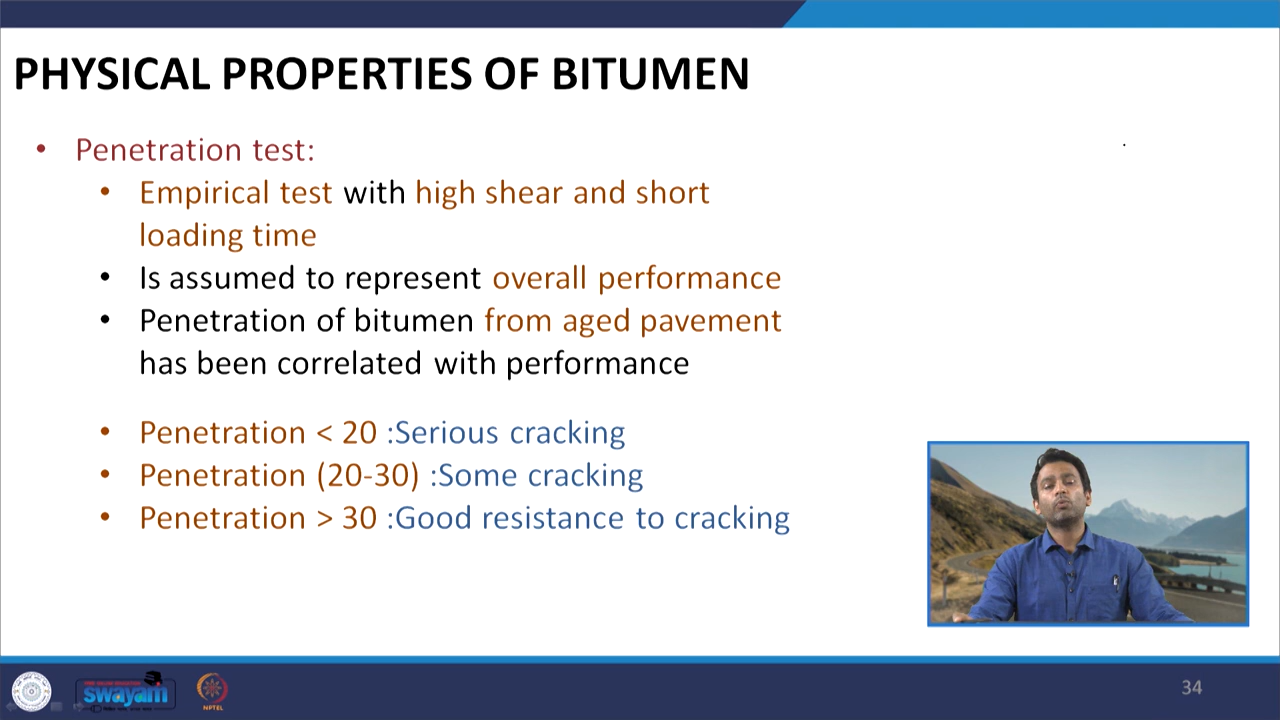 PHYSICAL PROPERTIES OF BITUMEN
• Penetration test:
• Empirical test with high shear and short
loading time
• Is assumed to represent overall performance
• Penetration of bitumen from aged pavement
has been correlated with performance
• Penetration < 20 :Serious cracking
• Penetration (20-30) :Some cracking
• Penetration > 30 :Good resistance to cracking
swayam
NPTEL
34